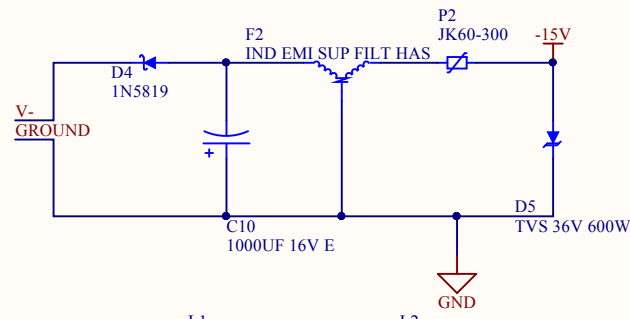 P2
JK60-300
-15V
F2
IND EMI SUP FILT HAS
D4
1N5819
V-
GROUND
+
C10
1000UF 16V E
D5
TVS 36V 600W
GND